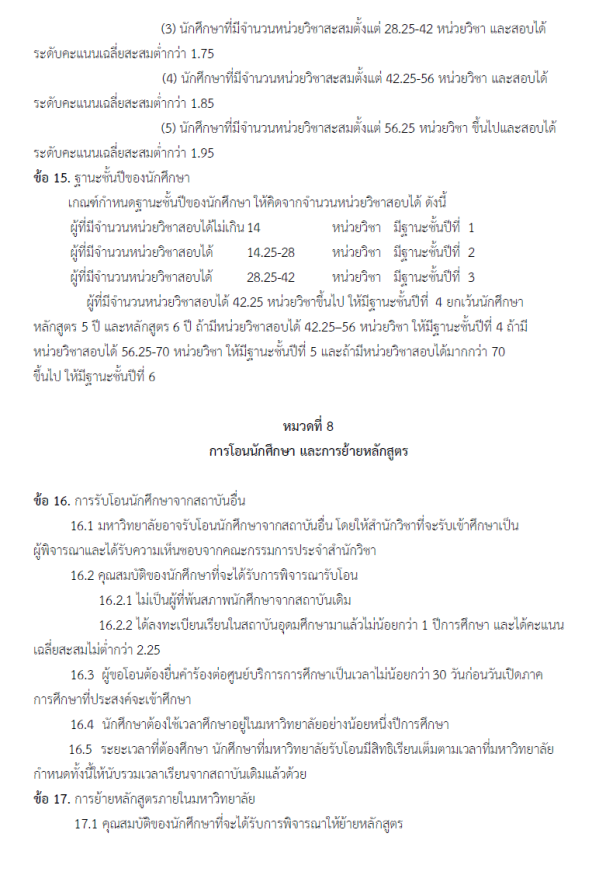 (3) นักศึกษาที่มีจำนวนหน่วยวิชาสะสมตั้งแต่ 28.25-42 หน่วยวิชา และสอบได้
ระดับคะแนนเฉลี่ยสะสมต่ำกว่า 1.75
(4) นักศึกษาที่มีจำนวนหน่วยวิชาสะสมตั้งแต่ 42.25-56 หน่วยวิชา และสอบได้
ระดับคะแนนเฉลี่ยสะสมต่ำกว่า 1.85
(5) นักศึกษาที่มีจำนวนหน่วยวิชาสะสมตั้งแต่ 56.25 หน่วยวิชา ขึ้นไปและสอบได้
ระดับคะแนนเฉลี่ยสะสมต่ำกว่า 1.95
ข้อ 15. ฐานะชั้นปีของนักศึกษา
เกณฑ์กำหนดฐานะชั้นปีของนักศึกษา ให้คิดจากจำนวนหน่วยวิชาสอบได้ ดังนี้
ผู้ที่มีจำนวนหน่วยวิชาสอบได้ไม่เกิน 14 หน่วยวิชา มีฐานะชั้นปีที่ 1
ผู้ที่มีจำนวนหน่วยวิชาสอบได้ 14.25-28 หน่วยวิชา มีฐานะชั้นปีที่ 2
ผู้ที่มีจำนวนหน่วยวิชาสอบได้ 28.25-42 หน่วยวิชา มีฐานะชั้นปีที่ 3
ผู้ที่มีจำนวนหน่วยวิชาสอบได้ 42.25 หน่วยวิชาขึ้นไป ให้มีฐานะชั้นปีที่ 4 ยกเว้นนักศึกษา
หลักสูตร 5 ปี และหลักสูตร 6 ปี ถ้ามีหน่วยวิชาสอบได้ 42.25–56 หน่วยวิชา ให้มีฐานะชั้นปีที่ 4 ถ้ามี
หน่วยวิชาสอบได้ 56.25-70 หน่วยวิชา ให้มีฐานะชั้นปีที่ 5 และถ้ามีหน่วยวิชาสอบได้มากกว่า 70
ขึ้นไป ให้มีฐานะชั้นปีที่ 6
หมวดที่ 8
การโอนนักศึกษา และการย้ายหลักสูตร
ข้อ 16. การรับโอนนักศึกษาจากสถาบันอื่น
16.1 มหาวิทยาลัยอาจรับโอนนักศึกษาจากสถาบันอื่น โดยให้สำนักวิชาที่จะรับเข้าศึกษาเป็น
ผู้พิจารณาและได้รับความเห็นชอบจากคณะกรรมการประจำสำนักวิชา
16.2 คุณสมบัติของนักศึกษาที่จะได้รับการพิจารณารับโอน
16.2.1 ไม่เป็นผู้ที่พ้นสภาพนักศึกษาจากสถาบันเดิม
16.2.2 ได้ลงทะเบียนเรียนในสถาบันอุดมศึกษามาแล้วไม่น้อยกว่า 1 ปีการศึกษา และได้คะแนน
เฉลี่ยสะสมไม่ต่ำกว่า 2.25
16.3 ผู้ขอโอนต้องยื่นคำร้องต่อศูนย์บริการการศึกษาเป็นเวลาไม่น้อยกว่า 30 วันก่อนวันเปิดภาค
การศึกษาที่ประสงค์จะเข้าศึกษา
16.4 นักศึกษาต้องใช้เวลาศึกษาอยู่ในมหาวิทยาลัยอย่างน้อยหนึ่งปีการศึกษา
16.5 ระยะเวลาที่ต้องศึกษา นักศึกษาที่มหาวิทยาลัยรับโอนมีสิทธิเรียนเต็มตามเวลาที่มหาวิทยาลัย
กำหนดทั้งนี้ให้นับรวมเวลาเรียนจากสถาบันเดิมแล้วด้วย
ข้อ 17. การย้ายหลักสูตรภายในมหาวิทยาลัย
17.1 คุณสมบัติของนักศึกษาที่จะได้รับการพิจารณาให้ย้ายหลักสูตร